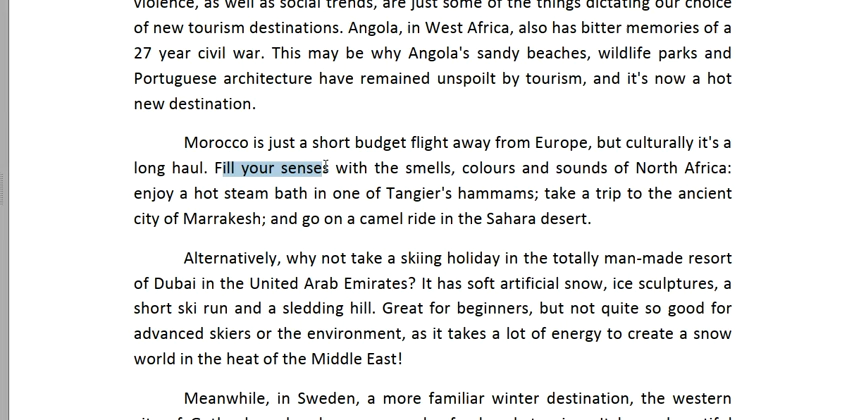 violence, as well as social trends, are just some of the things dictating our choice
of new tourism destinations. Angola, in West Africa, also has bitter memories of a
27 year civil war. This may be why Angola's sandy beaches, wildlife parks and
Portuguese architecture have remained unspoilt by tourism, and it's now a hot
new destination.
Morocco is just a short budget flight away from Europe, but culturally it's a
long haul. Fill your senses with the smells, colours and sounds of North Africa:
enjoy a hot steam bath in one of Tangier's hammams; take a trip to the ancient
city of Marrakesh; and go on a camel ride in the Sahara desert.
Alternatively, why not take a skiing holiday in the totally man-made resort
of Dubai in the United Arab Emirates? It has soft artificial snow, ice sculptures, a
short ski run and a sledding hill. Great for beginners, but not quite so good for
advanced skiers or the environment, as it takes a lot of energy to create a snow
world in the heat of the Middle East!
Meanwhile, in Sweden, a more familiar winter destination, the western